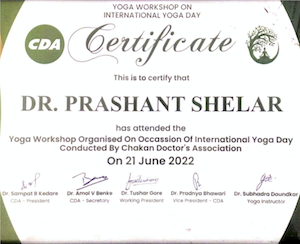 YOGA WORKSHOP ON
INTERNATIONAL YOGA DAY
CDA
Certificate
This is to certify that
DR. PRASHANT SHELAR
has attended the
Yoga Workshop Organised On Occassion Of International Yoga Day
Conducted By Chakan Doctor's Association
On 21 June 2022
Dr. Sampat B Kedare Dr. Amol V Benke Dr. Tushar Gore Dr. Pradnya Bhawari Dr. Subhadra Daundkar
CDA - President CDA - Secretary Working President Vice President - CDA Yoga Instructor